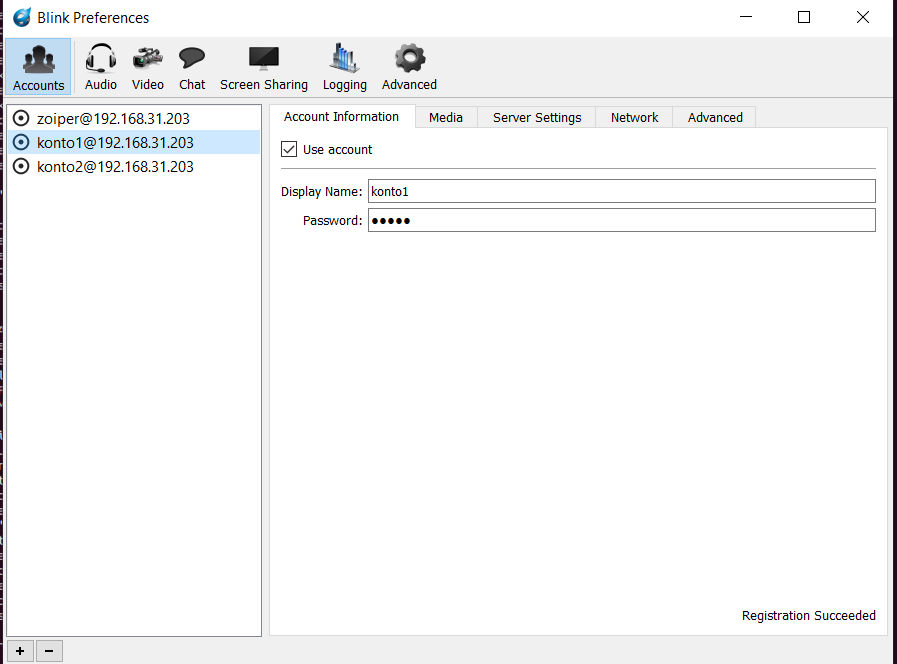 Blink Preferences
Accounts Audio Video Chat Screen Sharing Logging Advanced
zoiper@192.168.31.203
konto1@192.168.31.203
konto2@192.168.31.203
Account Information Media Server Settings Network Advanced
Use account
Display Name: konto1
Password: ●●●●●
Registration Succeeded
+ −